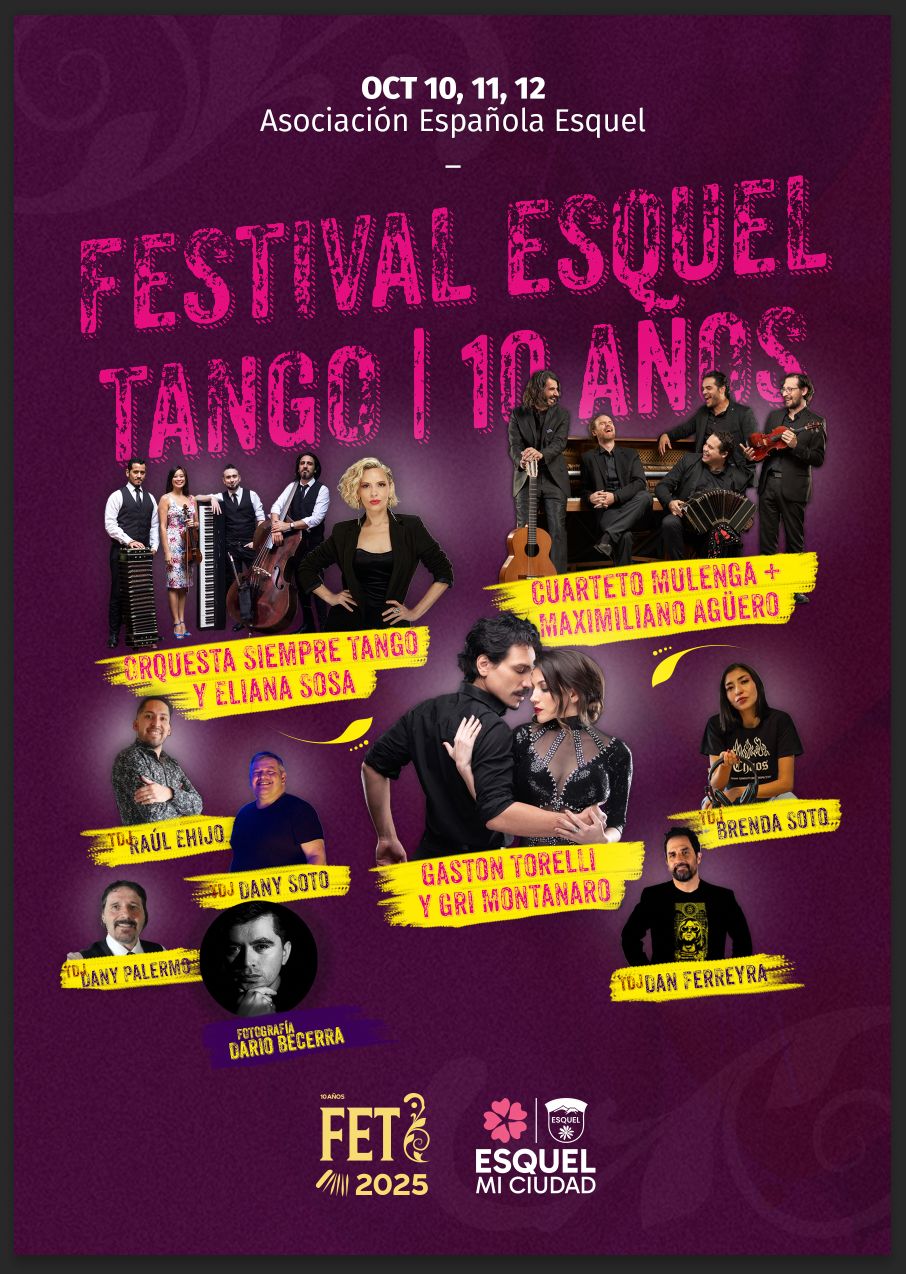 OCT 10, 11, 12
Asociación Española Esquel
–
FESTIVAL ESQUEL
TANGO | 10 AÑOS
CUARTETO MULENGA +
MAXIMILIANO AGÜERO
ORQUESTA SIEMPRE TANGO
Y ELIANA SOSA
TDJ BRENDA SOTO
TDJ RAÚL EHIJO
GASTON TORELLI
Y GRI MONTANARO
TDJ DANY SOTO
TDJ DANY PALERMO
TDJ DAN FERREYRA
FOTOGRAFÍA
DARIO BECERRA
10 AÑOS
FET
2025
ESQUEL
ESQUEL
MI CIUDAD